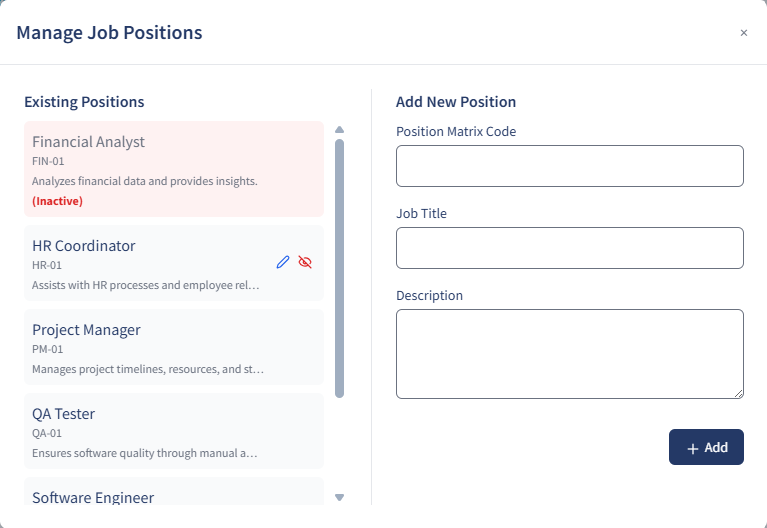 Manage Job Positions
×
Existing Positions
Financial Analyst
FIN-01
Analyzes financial data and provides insights.
(Inactive)
HR Coordinator
HR-01
Assists with HR processes and employee rel…
Project Manager
PM-01
Manages project timelines, resources, and st…
QA Tester
QA-01
Ensures software quality through manual a…
Software Engineer
Add New Position
Position Matrix Code
Job Title
Description
+ Add